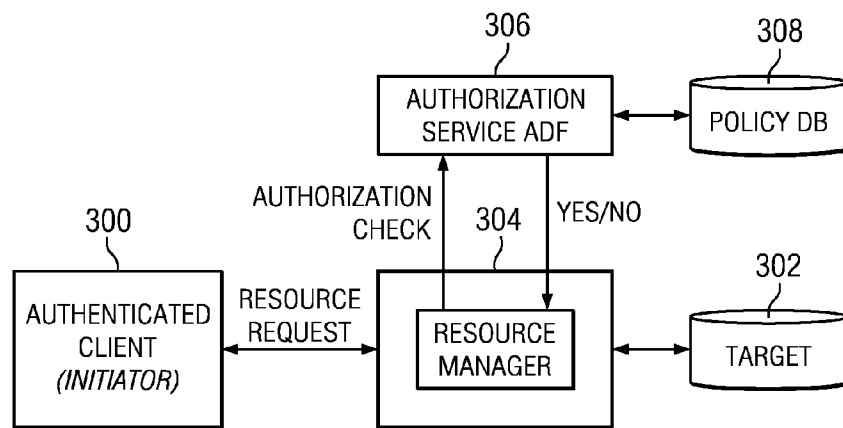 306
308
AUTHORIZATION
SERVICE ADF
POLICY DB
AUTHORIZATION
CHECK
YES/NO
300
304
302
AUTHENTICATED
CLIENT
(INITIATOR)
RESOURCE
REQUEST
RESOURCE
MANAGER
TARGET